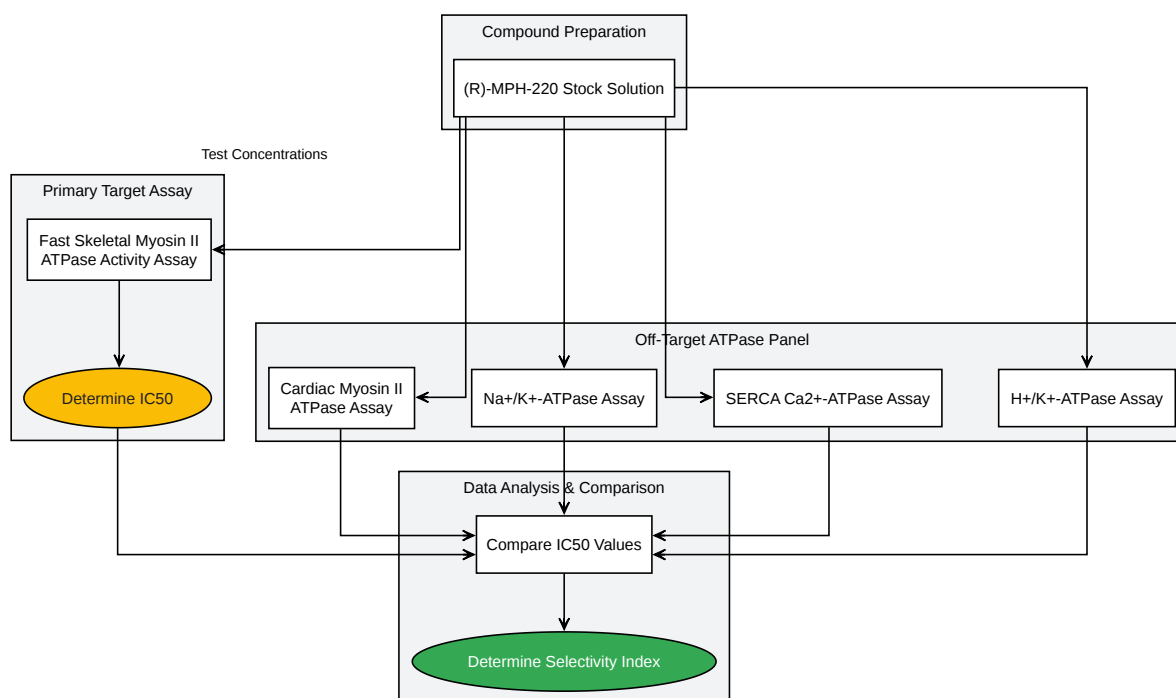 Compound Preparation
(R)-MPH-220 Stock Solution
Test Concentrations
Primary Target Assay
Fast Skeletal Myosin II
ATPase Activity Assay
Determine IC50
Off-Target ATPase Panel
Cardiac Myosin II
ATPase Assay
Na+/K+-ATPase Assay
SERCA Ca2+-ATPase Assay
H+/K+-ATPase Assay
Data Analysis & Comparison
Compare IC50 Values
Determine Selectivity Index